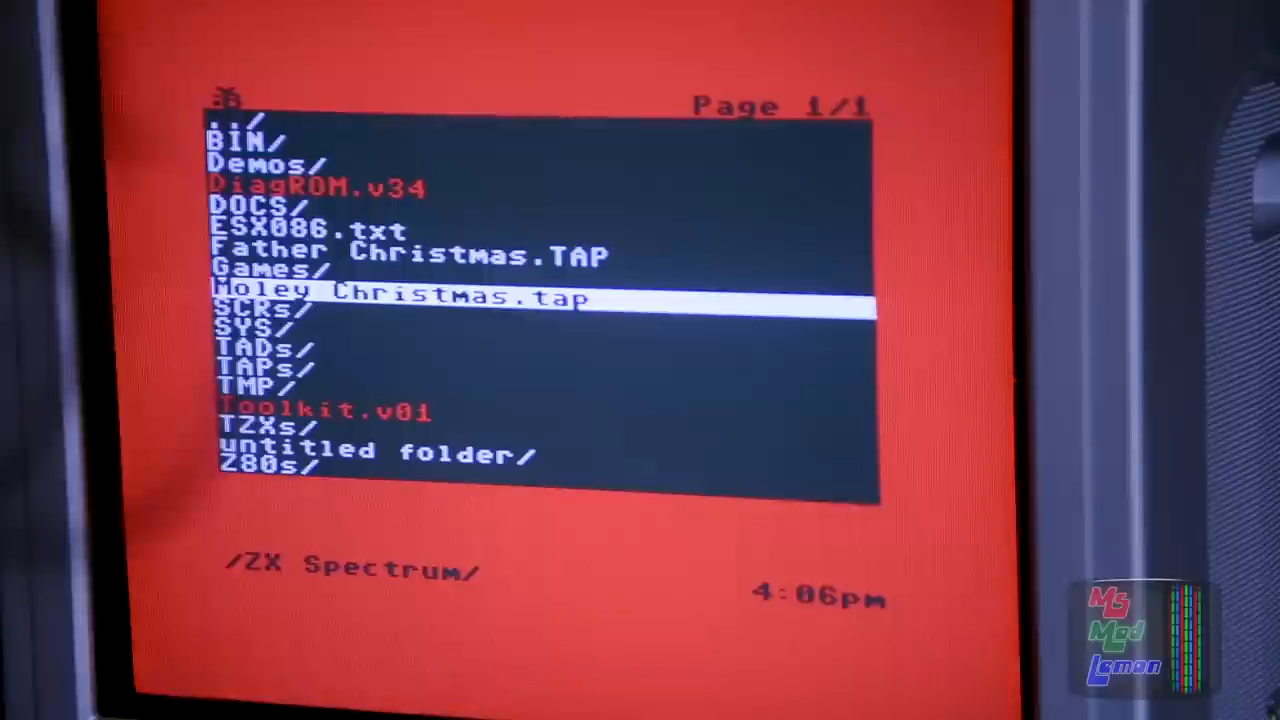 Page 1/1
../
BIN/
Demos/
DiagROM.v34
DOCS/
ESX086.txt
Father Christmas.TAP
Games/
Moley Christmas.tap
SCRs/
SYS/
TADs/
TAPs/
TMP/
Toolkit.v01
TZXs/
untitled folder/
Z80s/
/ZX Spectrum/
4:06pm
Ms
Mad
Lemon